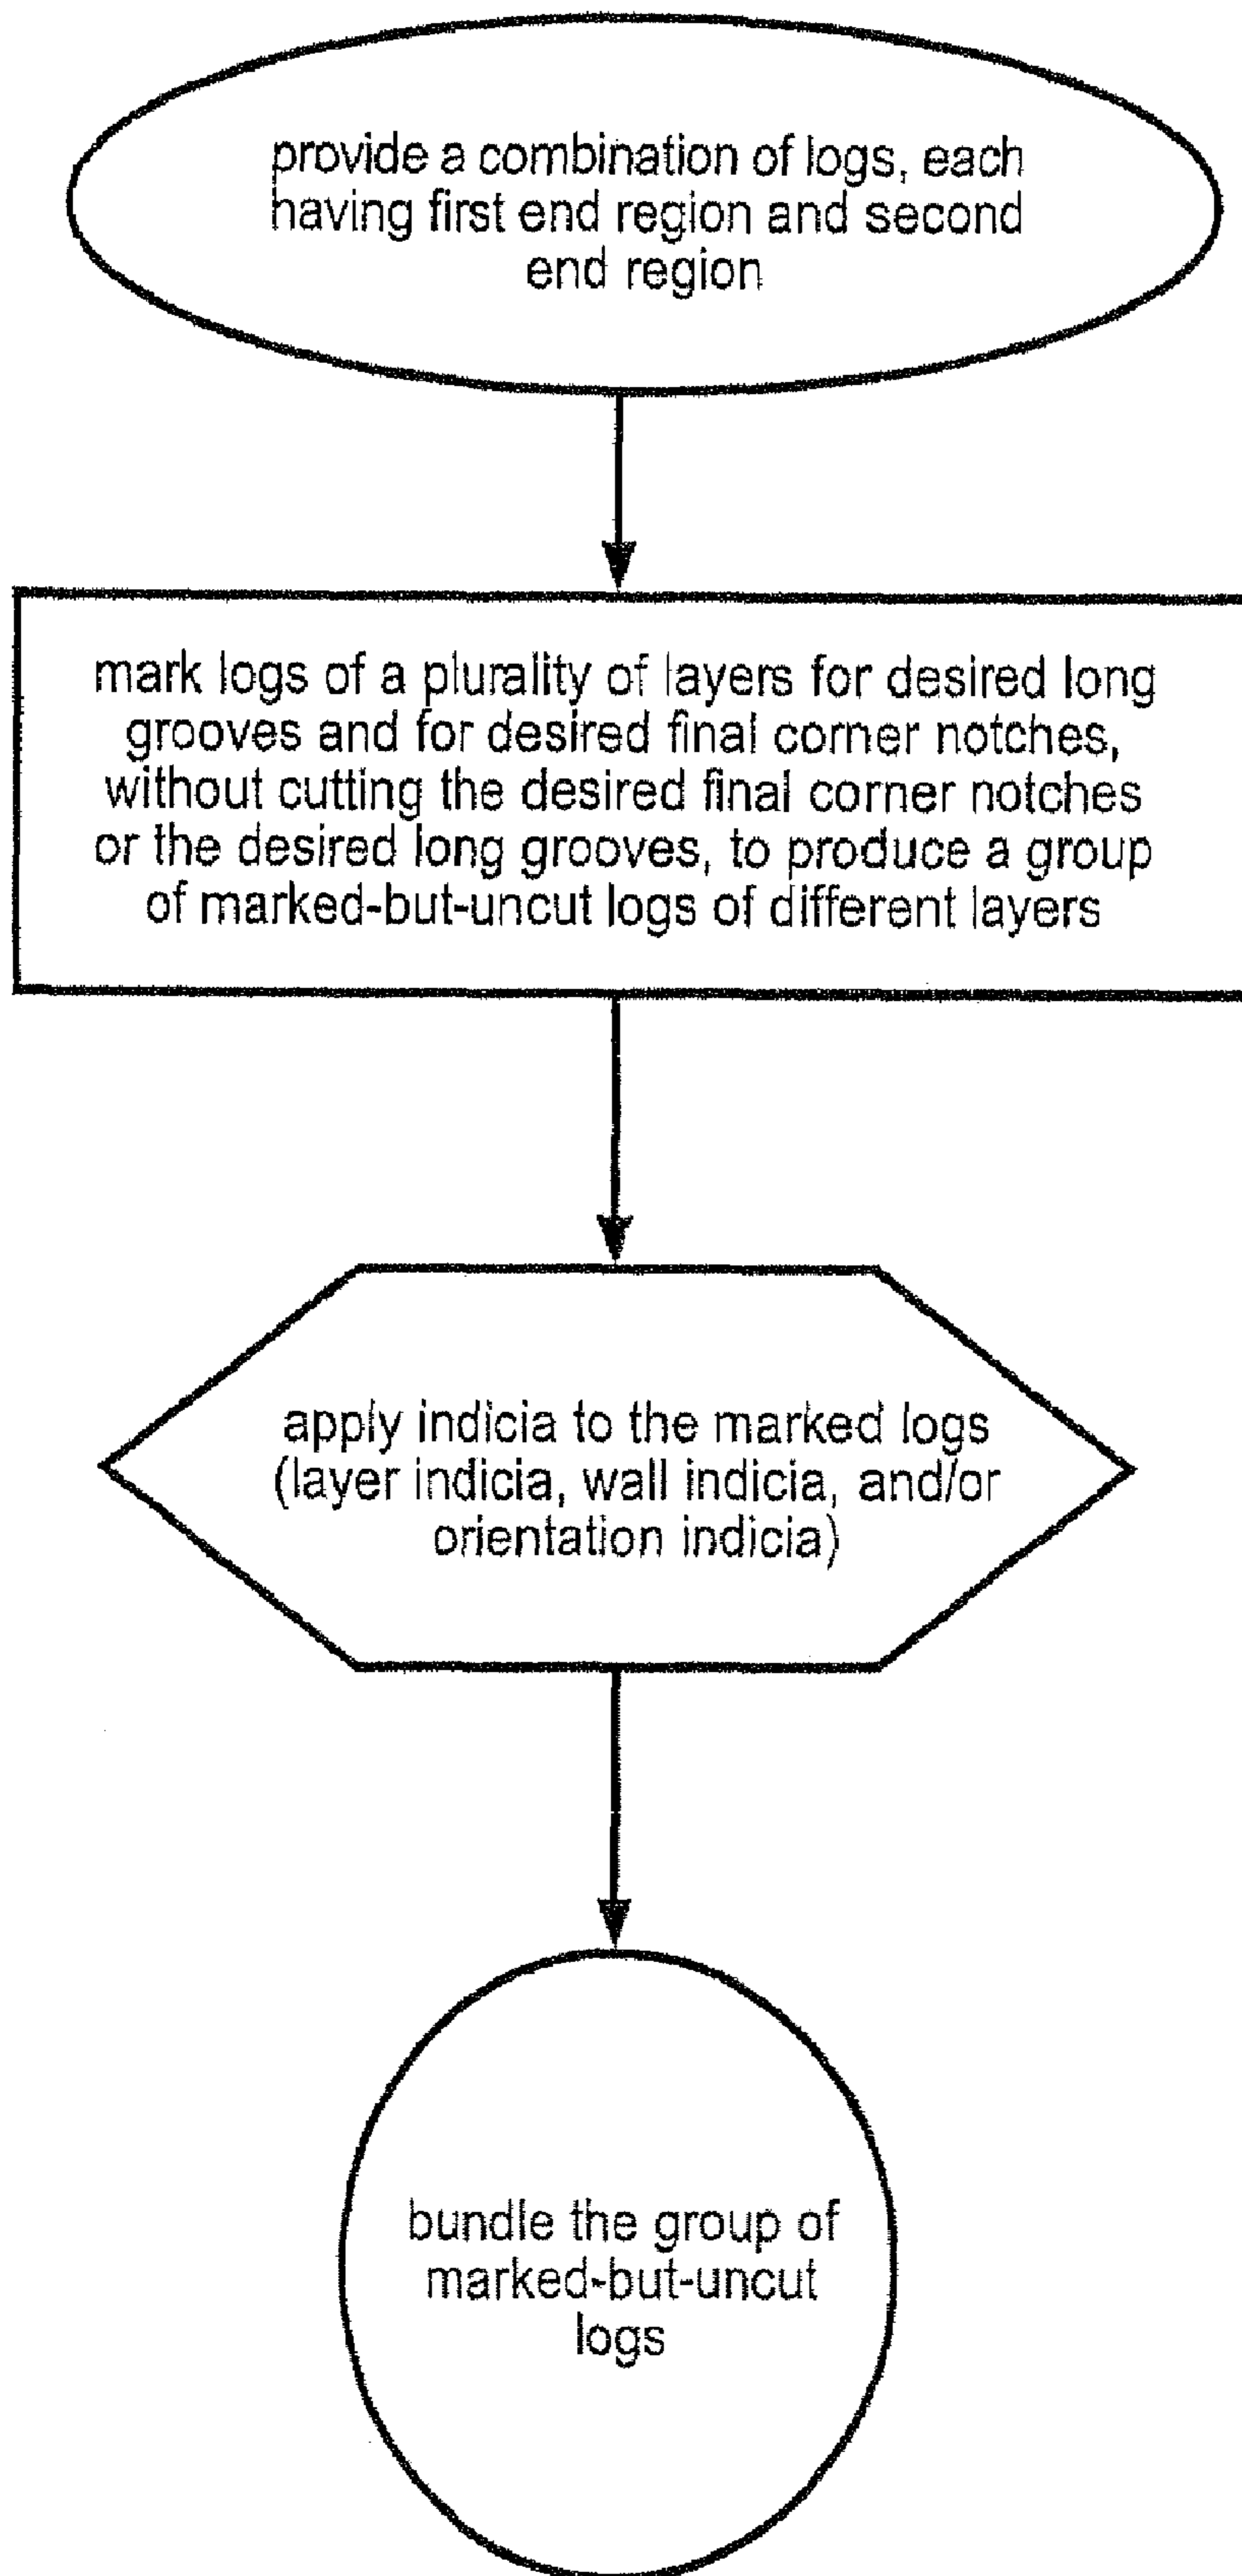 provide a combination of logs, each
having first end region and second
end region
mark logs of a plurality of layers for desired long
grooves and for desired final corner notches,
without cutting the desired final corner notches
or the desired long grooves, to produce a group
of marked-but-uncut logs of different layers
apply indicia to the marked logs
(layer indicia, wall indicia, and/or
orientation indicia)
bundle the group of
marked-but-uncut
logs